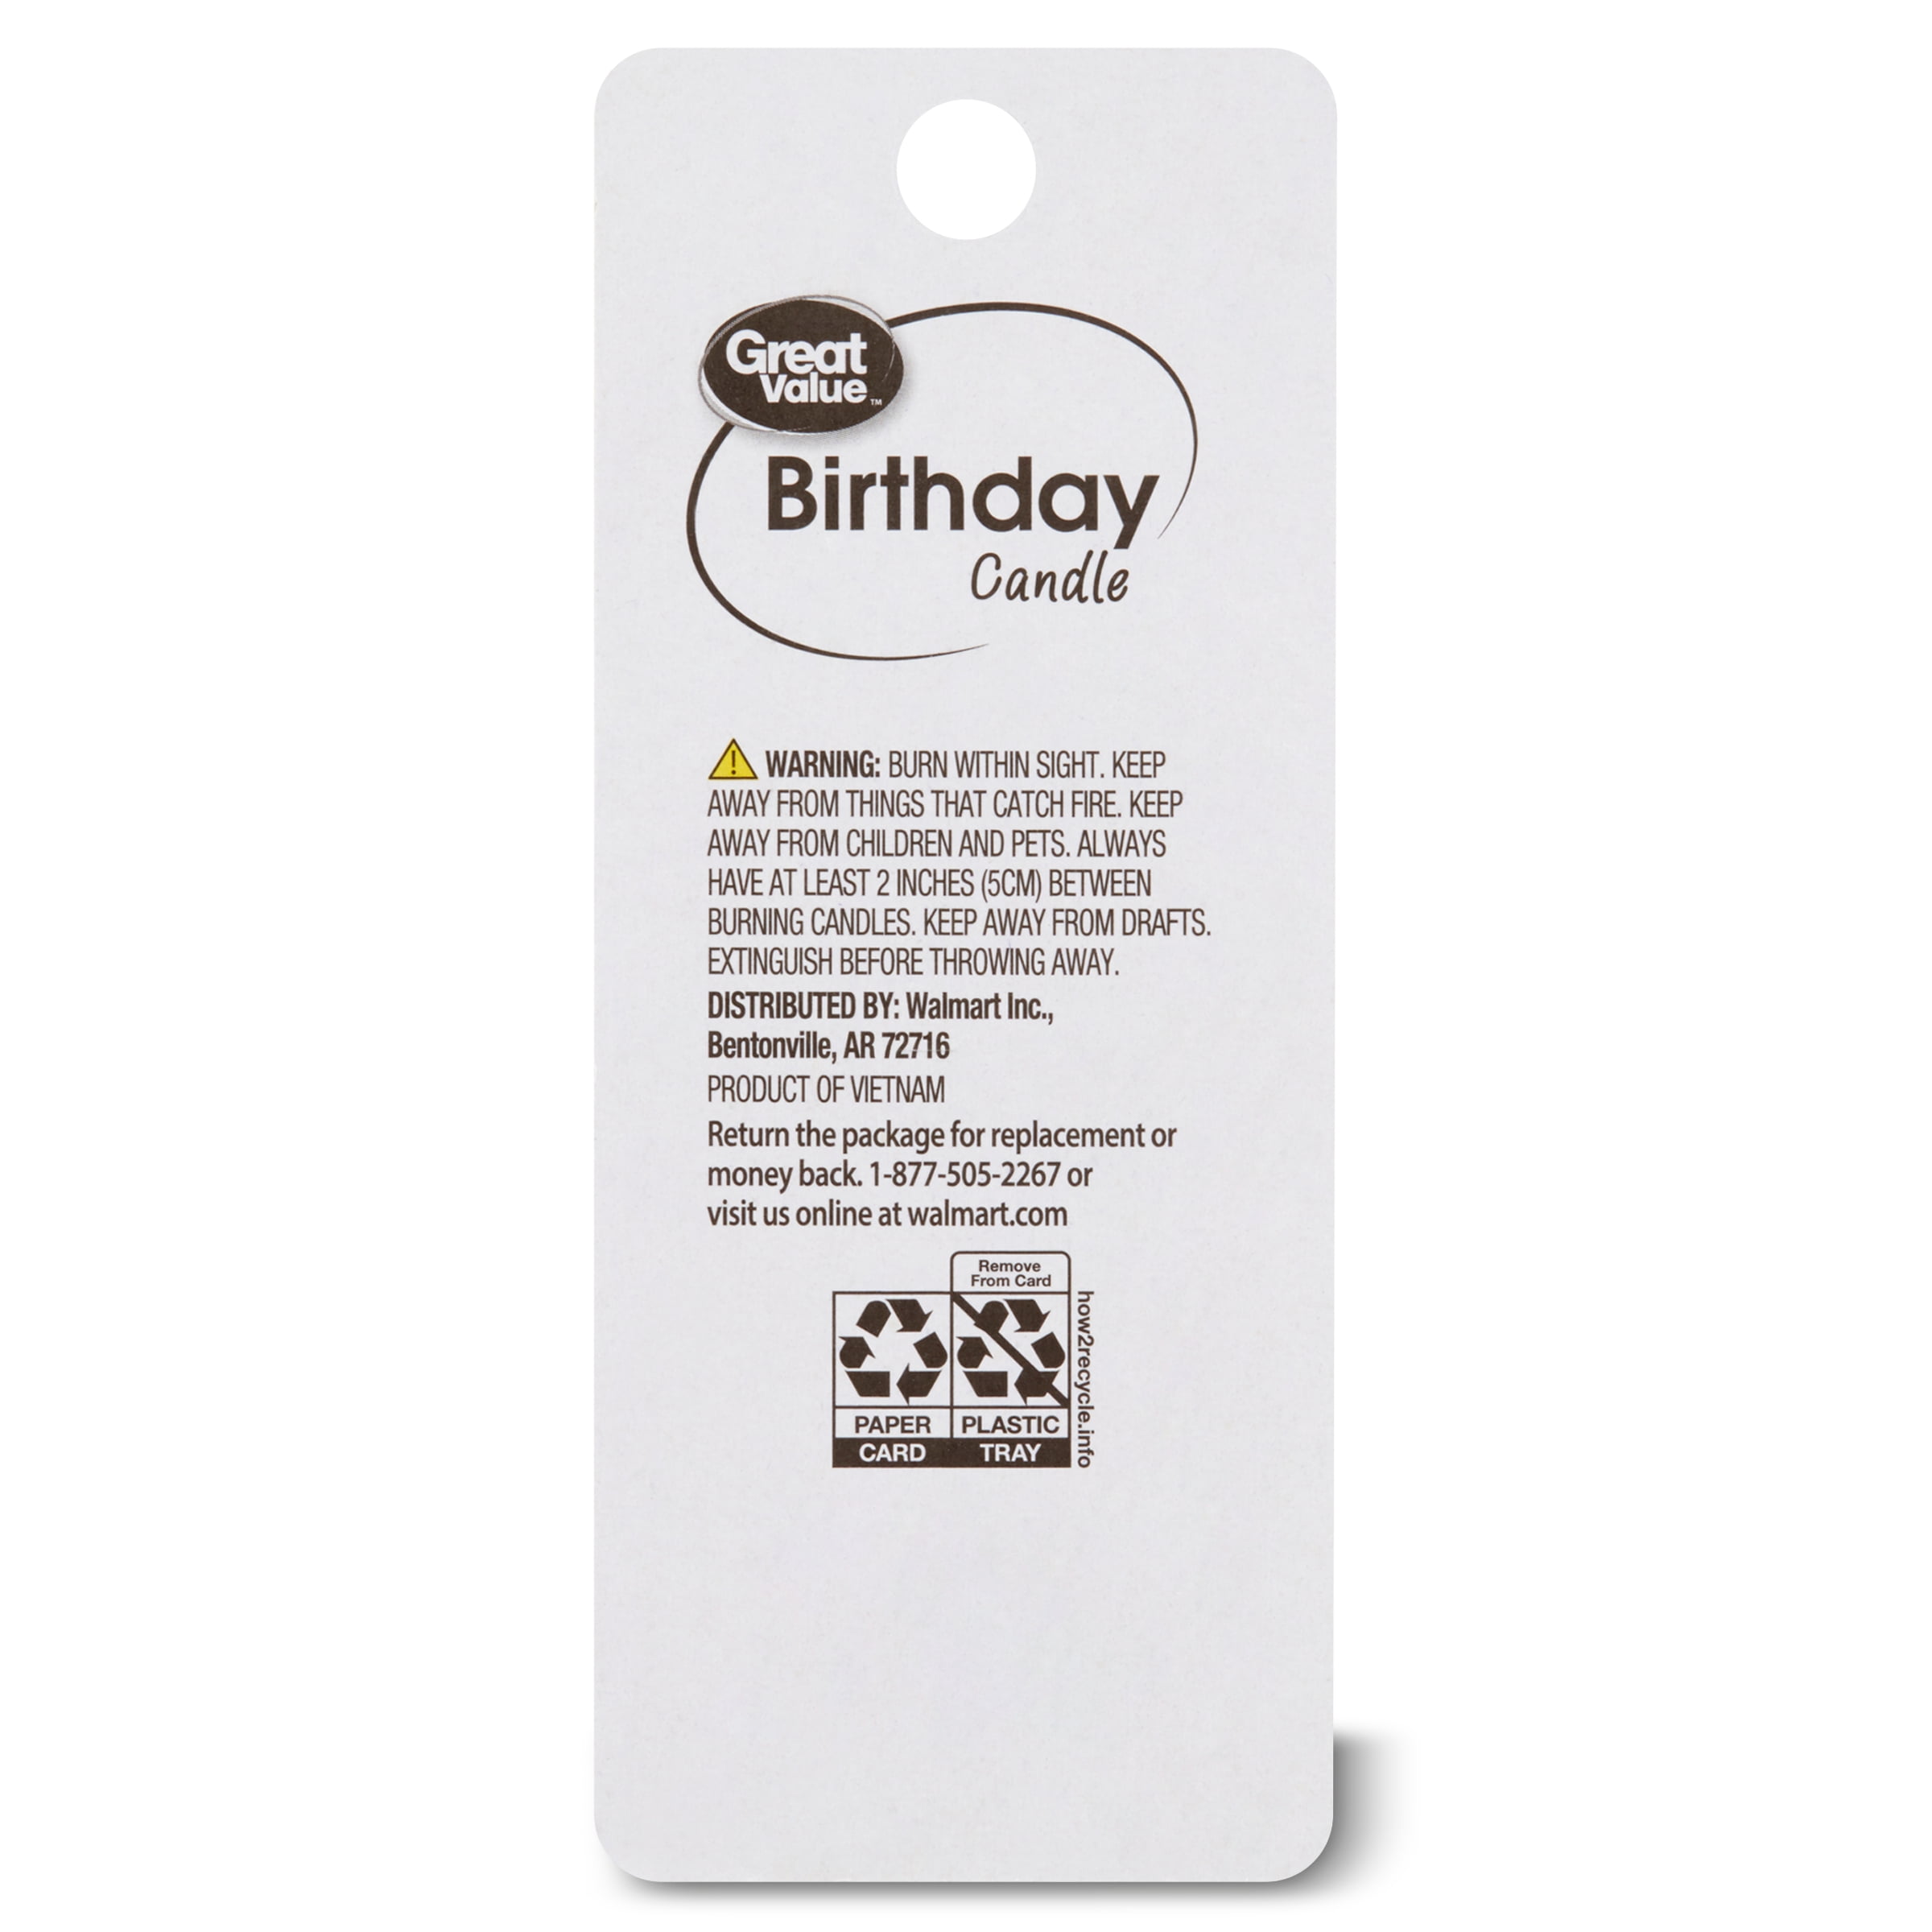 Great
Value™
Birthday
Candle
WARNING: BURN WITHIN SIGHT. KEEP
AWAY FROM THINGS THAT CATCH FIRE. KEEP
AWAY FROM CHILDREN AND PETS. ALWAYS
HAVE AT LEAST 2 INCHES (5CM) BETWEEN
BURNING CANDLES. KEEP AWAY FROM DRAFTS.
EXTINGUISH BEFORE THROWING AWAY.
DISTRIBUTED BY: Walmart Inc.,
Bentonville, AR 72716
PRODUCT OF VIETNAM
Return the package for replacement or
money back. 1-877-505-2267 or
visit us online at walmart.com
Remove
From Card
PAPER
CARD
PLASTIC
TRAY
how2recycle.info